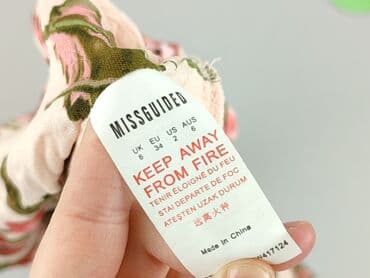 MISSGUIDED
UK EU US AUS
6 34 2 6
KEEP AWAY
FROM FIRE
TENIR ÉLOIGNÉ DU FEU
STAI DEPARTE DE FOC
ATEŞTEN UZAK DURUM
远离火种
Made in China